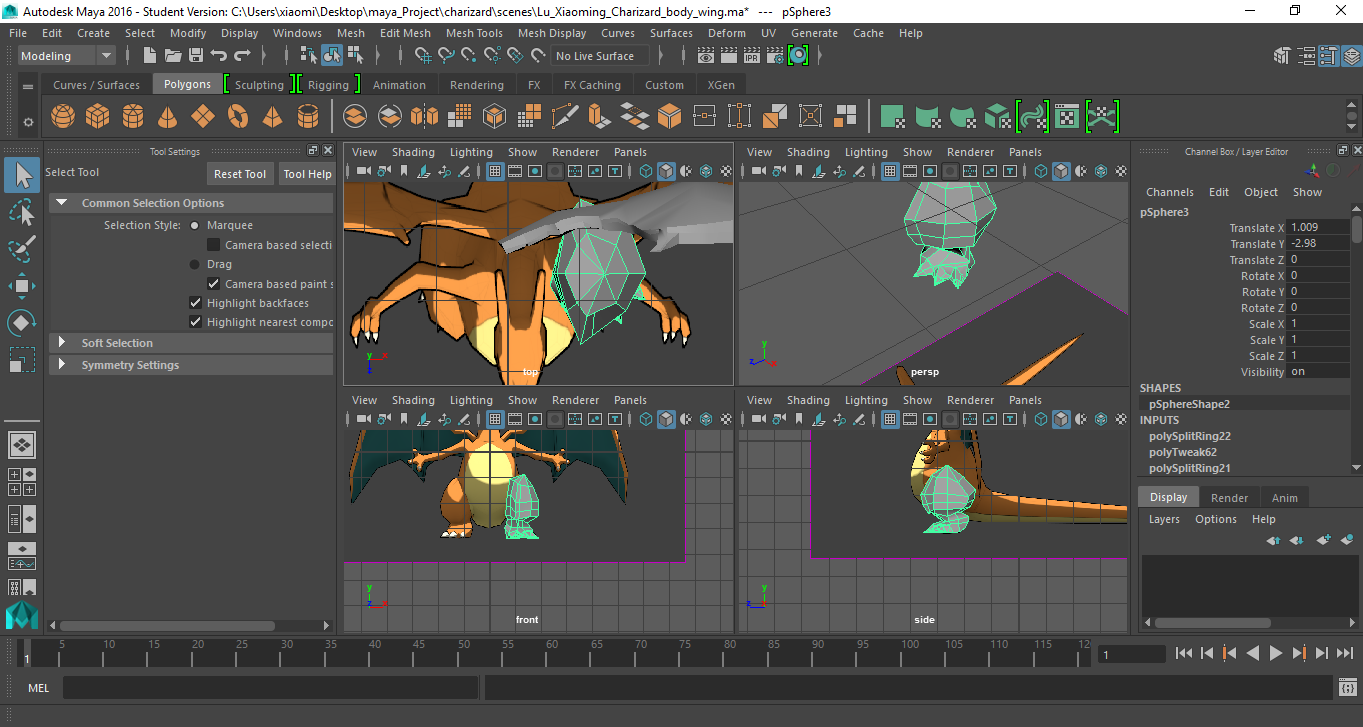 Autodesk Maya 2016 - Student Version: C:\Users\xiaomi\Desktop\maya_Project\charizard\scenes\Lu_Xiaoming_Charizard_body_wing.ma* --- pSphere3
File Edit Create Select Modify Display Windows Mesh Edit Mesh Mesh Tools Mesh Display Curves Surfaces Deform UV Generate Cache Help
Modeling No Live Surface IPR
Curves / Surfaces Polygons Sculpting Rigging Animation Rendering FX FX Caching Custom XGen
Tool Settings
Select Tool Reset Tool Tool Help
Common Selection Options
Selection Style: Marquee
Camera based selecti
Drag
Camera based paint s
Highlight backfaces
Highlight nearest compo
Soft Selection
Symmetry Settings
View Shading Lighting Show Renderer Panels
y x z
top
View Shading Lighting Show Renderer Panels
y z x
persp
View Shading Lighting Show Renderer Panels
y z x
front
View Shading Lighting Show Renderer Panels
y z
side
Channel Box / Layer Editor
Channels Edit Object Show
pSphere3
Translate X 1.009
Translate Y -2.98
Translate Z 0
Rotate X 0
Rotate Y 0
Rotate Z 0
Scale X 1
Scale Y 1
Scale Z 1
Visibility on
SHAPES
pSphereShape2
INPUTS
polySplitRing22
polyTweak62
polySplitRing21
Display Render Anim
Layers Options Help
1 5 10 15 20 25 30 35 40 45 50 55 60 65 70 75 80 85 90 95 100 105 110 115 12
1
MEL